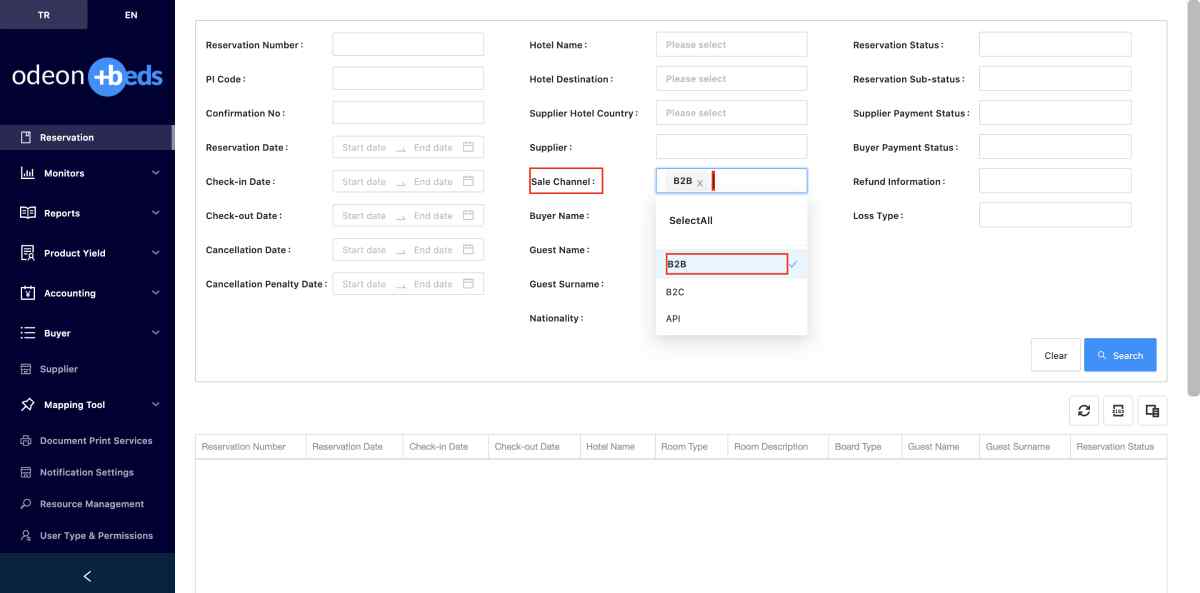 TR
EN
odeon +beds
Reservation
Monitors
Reports
Product Yield
Accounting
Buyer
Supplier
Mapping Tool
Document Print Services
Notification Settings
Resource Management
User Type & Permissions
Reservation Number :
PI Code :
Confirmation No :
Reservation Date : Start date End date
Check-in Date : Start date End date
Check-out Date : Start date End date
Cancellation Date : Start date End date
Cancellation Penalty Date : Start date End date
Hotel Name : Please select
Hotel Destination : Please select
Supplier Hotel Country : Please select
Supplier :
Sale Channel : B2B x
Buyer Name :
Guest Name :
Guest Surname :
Nationality :
SelectAll
B2B
B2C
API
Reservation Status :
Reservation Sub-status :
Supplier Payment Status :
Buyer Payment Status :
Refund Information :
Loss Type :
Clear
Search
Reservation Number Reservation Date Check-in Date Check-out Date Hotel Name Room Type Room Description Board Type Guest Name Guest Surname Reservation Status